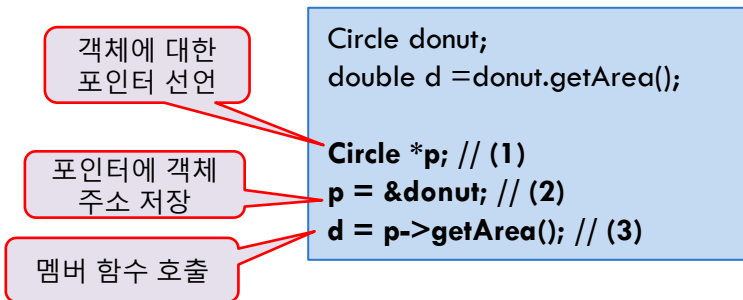 객체에 대한
포인터 선언
포인터에 객체
주소 저장
멤버 함수 호출
Circle donut;
double d =donut.getArea();
Circle *p; // (1)
p = &donut; // (2)
d = p->getArea(); // (3)